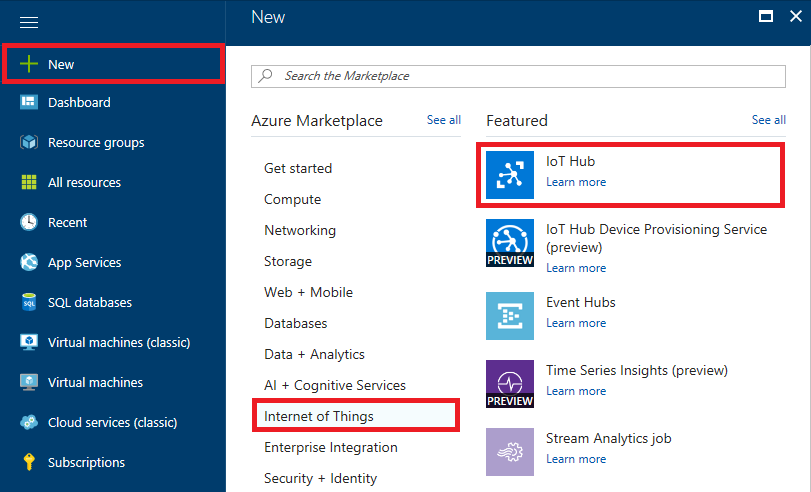 New
Dashboard
Resource groups
All resources
Recent
App Services
SQL
SQL databases
Virtual machines (classic)
Virtual machines
Cloud services (classic)
Subscriptions
New
Search the Marketplace
Azure Marketplace
See all
Get started
Compute
Networking
Storage
Web + Mobile
Databases
Data + Analytics
AI + Cognitive Services
Internet of Things
Enterprise Integration
Security + Identity
Featured
See all
IoT Hub
Learn more
IoT Hub Device Provisioning Service
(preview)
PREVIEW
Learn more
Event Hubs
Learn more
Time Series Insights (preview)
Learn more
PREVIEW
Stream Analytics job
Learn more